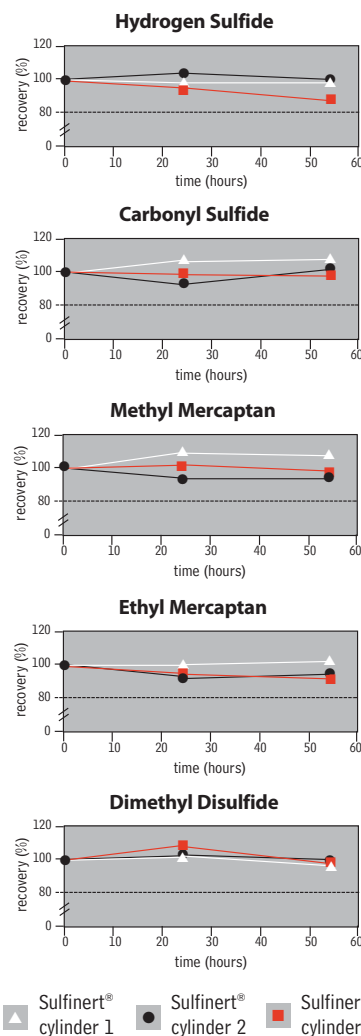 Hydrogen Sulfide
120
100
80
0
recovery (%)
0 10 20 30 40 50 60
time (hours)
Carbonyl Sulfide
120
100
80
0
recovery (%)
0 10 20 30 40 50 60
time (hours)
Methyl Mercaptan
120
100
80
0
recovery (%)
0 10 20 30 40 50 60
time (hours)
Ethyl Mercaptan
120
100
80
0
recovery (%)
0 10 20 30 40 50 60
time (hours)
Dimethyl Disulfide
120
100
80
0
recovery (%)
0 10 20 30 40 50 60
time (hours)
Sulfinert® Sulfinert® Sulfiner
cylinder 1 cylinder 2 cylinder